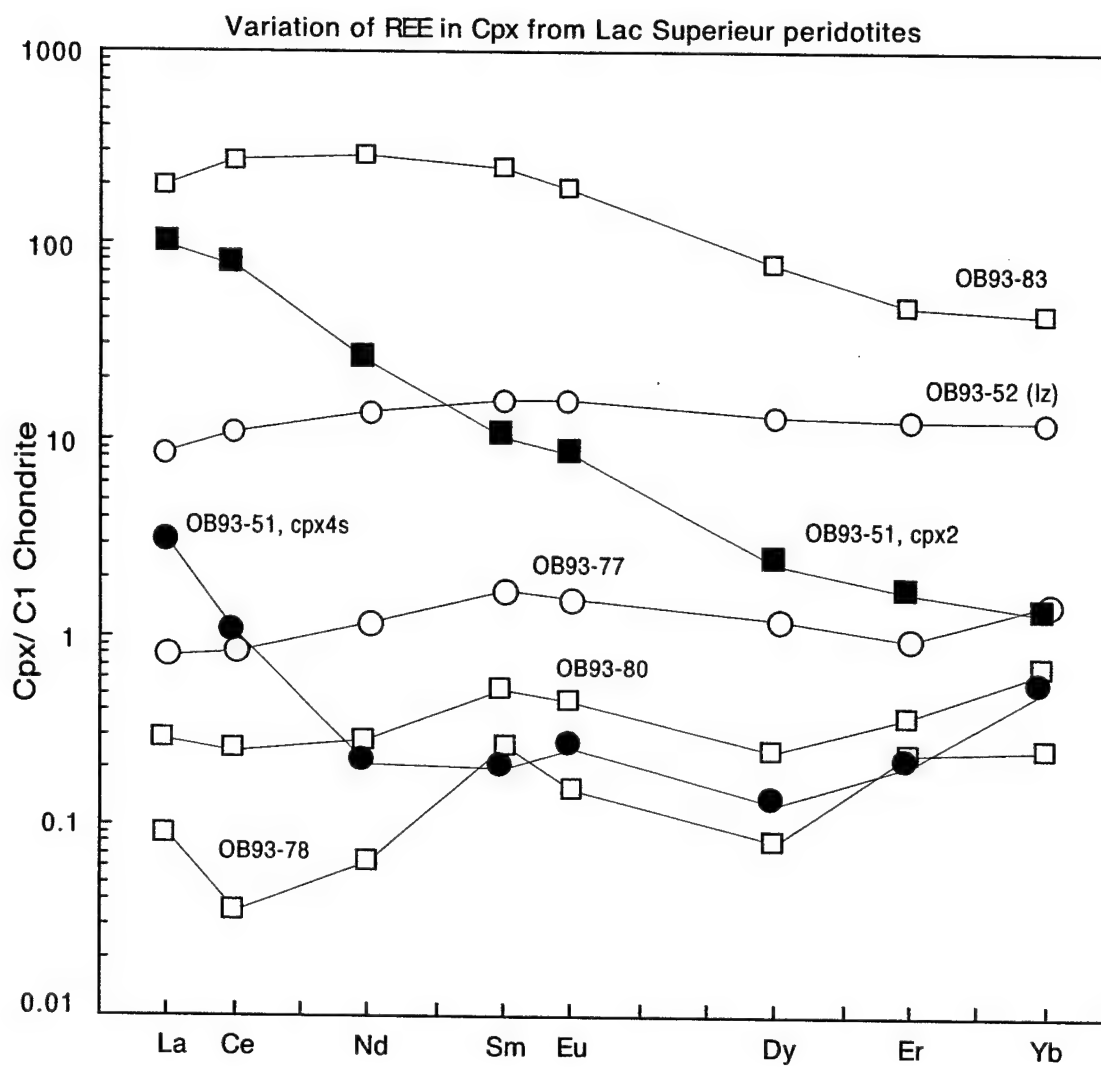 Variation of REE in Cpx from Lac Superieur peridotites
1000
100
10
1
0.1
0.01
Cpx/ C1 Chondrite
OB93-83
OB93-52 (lz)
OB93-51, cpx4s
OB93-51, cpx2
OB93-77
OB93-80
OB93-78
La Ce Nd Sm Eu Dy Er Yb